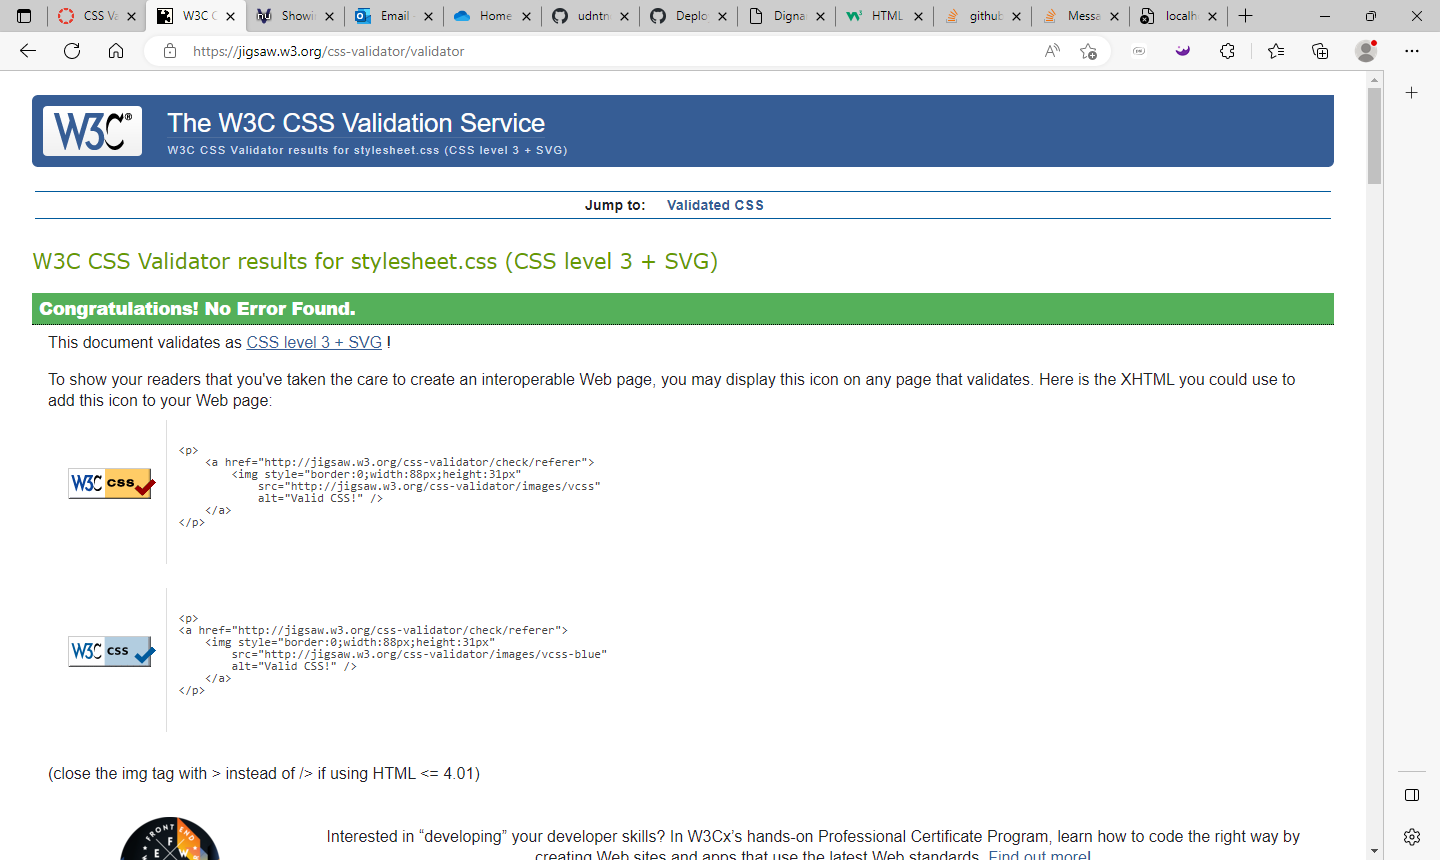 CSS Va
W3C C
Showi
Email -
Home
udntn
Deplo
Digna
HTML
github
Messa
localh
https://jigsaw.w3.org/css-validator/validator
W3C®
The W3C CSS Validation Service
W3C CSS Validator results for stylesheet.css (CSS level 3 + SVG)
Jump to: Validated CSS
W3C CSS Validator results for stylesheet.css (CSS level 3 + SVG)
Congratulations! No Error Found.
This document validates as CSS level 3 + SVG !
To show your readers that you've taken the care to create an interoperable Web page, you may display this icon on any page that validates. Here is the XHTML you could use to
add this icon to your Web page:
W3C css
<p>
<a href="http://jigsaw.w3.org/css-validator/check/referer">
<img style="border:0;width:88px;height:31px"
src="http://jigsaw.w3.org/css-validator/images/vcss"
alt="Valid CSS!" />
</a>
</p>
W3C css
<p>
<a href="http://jigsaw.w3.org/css-validator/check/referer">
<img style="border:0;width:88px;height:31px"
src="http://jigsaw.w3.org/css-validator/images/vcss-blue"
alt="Valid CSS!" />
</a>
</p>
(close the img tag with > instead of /> if using HTML <= 4.01)
FRONT END
Interested in “developing” your developer skills? In W3Cx’s hands-on Professional Certificate Program, learn how to code the right way by
creating Web sites and apps that use the latest Web standards. Find out more!